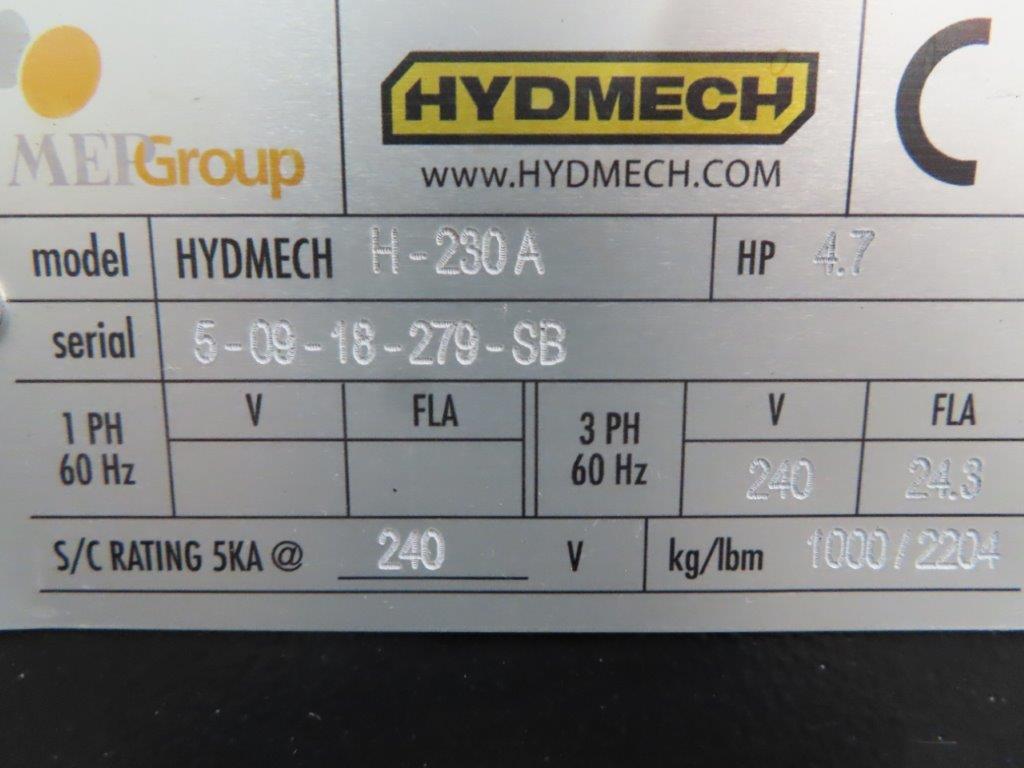 MEPGroup
HYDMECH
www.HYDMECH.COM
C
model HYDMECH H-230A HP 4.7
serial 5-09-18-279-SB
1 PH 60 Hz V FLA
3 PH 60 Hz V FLA
240 24.3
S/C RATING 5KA @ 240 V kg/lbm 1000/2204